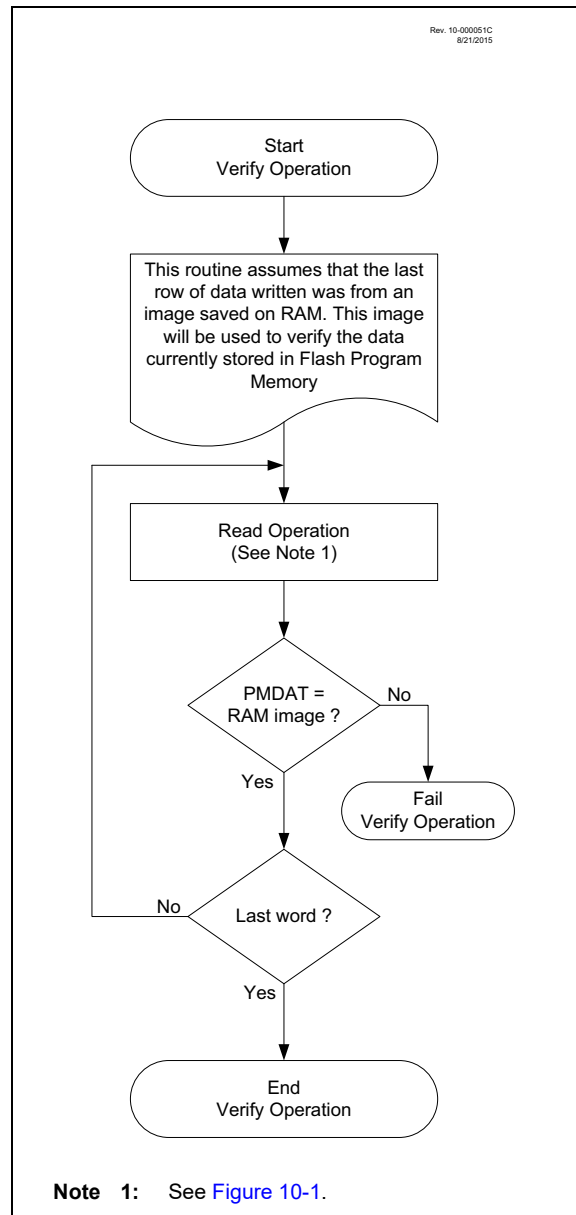 Rev. 10-000051C
8/21/2015
Start
Verify Operation
This routine assumes that the last
row of data written was from an
image saved on RAM. This image
will be used to verify the data
currently stored in Flash Program
Memory
Read Operation
(See Note 1)
PMDAT =
RAM image ?
No
Yes
Fail
Verify Operation
No
Last word ?
Yes
End
Verify Operation
Note 1: See Figure 10-1.